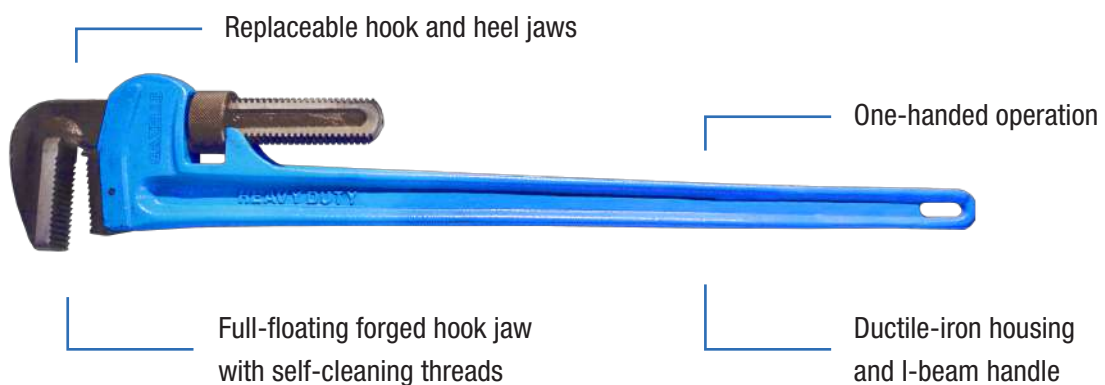 Replaceable hook and heel jaws
One-handed operation
HEAVY DUTY
Full-floating forged hook jaw
with self-cleaning threads
Ductile-iron housing
and I-beam handle